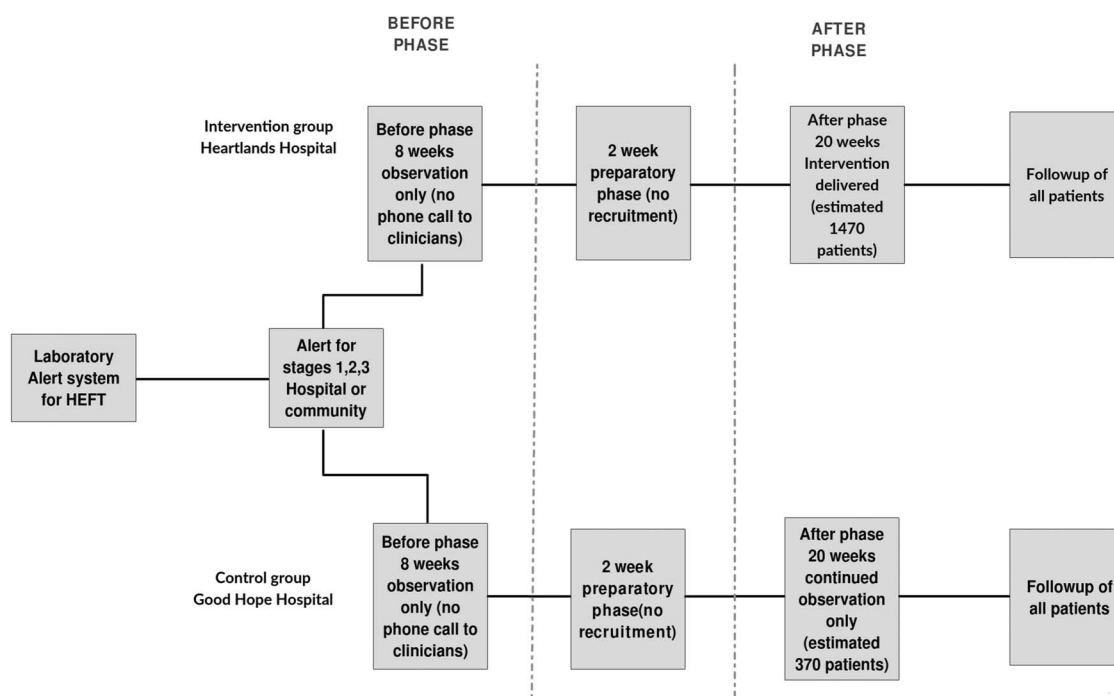 BEFORE
PHASE
AFTER
PHASE
Intervention group
Heartlands Hospital
Before phase
8 weeks
observation
only (no
phone call to
clinicians)
2 week
preparatory
phase (no
recruitment)
After phase
20 weeks
Intervention
delivered
(estimated
1470
patients)
Followup of
all patients
Laboratory
Alert system
for HEFT
Alert for
stages 1,2,3
Hospital or
community
Control group
Good Hope Hospital
Before phase
8 weeks
observation
only (no
phone call to
clinicians)
2 week
preparatory
phase(no
recruitment)
After phase
20 weeks
continued
observation
only
(estimated
370 patients)
Followup of
all patients